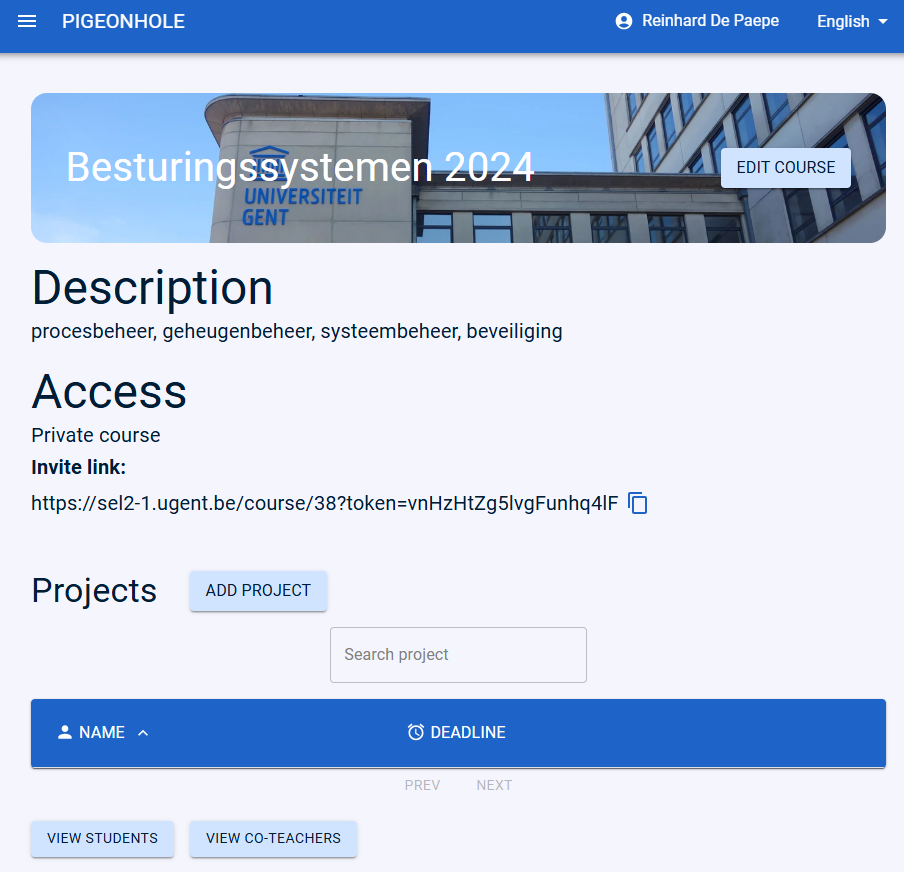 PIGEONHOLE
Reinhard De Paepe
English
Besturingssystemen 2024
UNIVERSITEIT
GENT
EDIT COURSE
Description
procesbeheer, geheugenbeheer, systeembeheer, beveiliging
Access
Private course
Invite link:
https://sel2-1.ugent.be/course/38?token=vnHzHtZg5lvgFunhq4lF
Projects
ADD PROJECT
Search project
NAME
DEADLINE
PREV
NEXT
VIEW STUDENTS
VIEW CO-TEACHERS